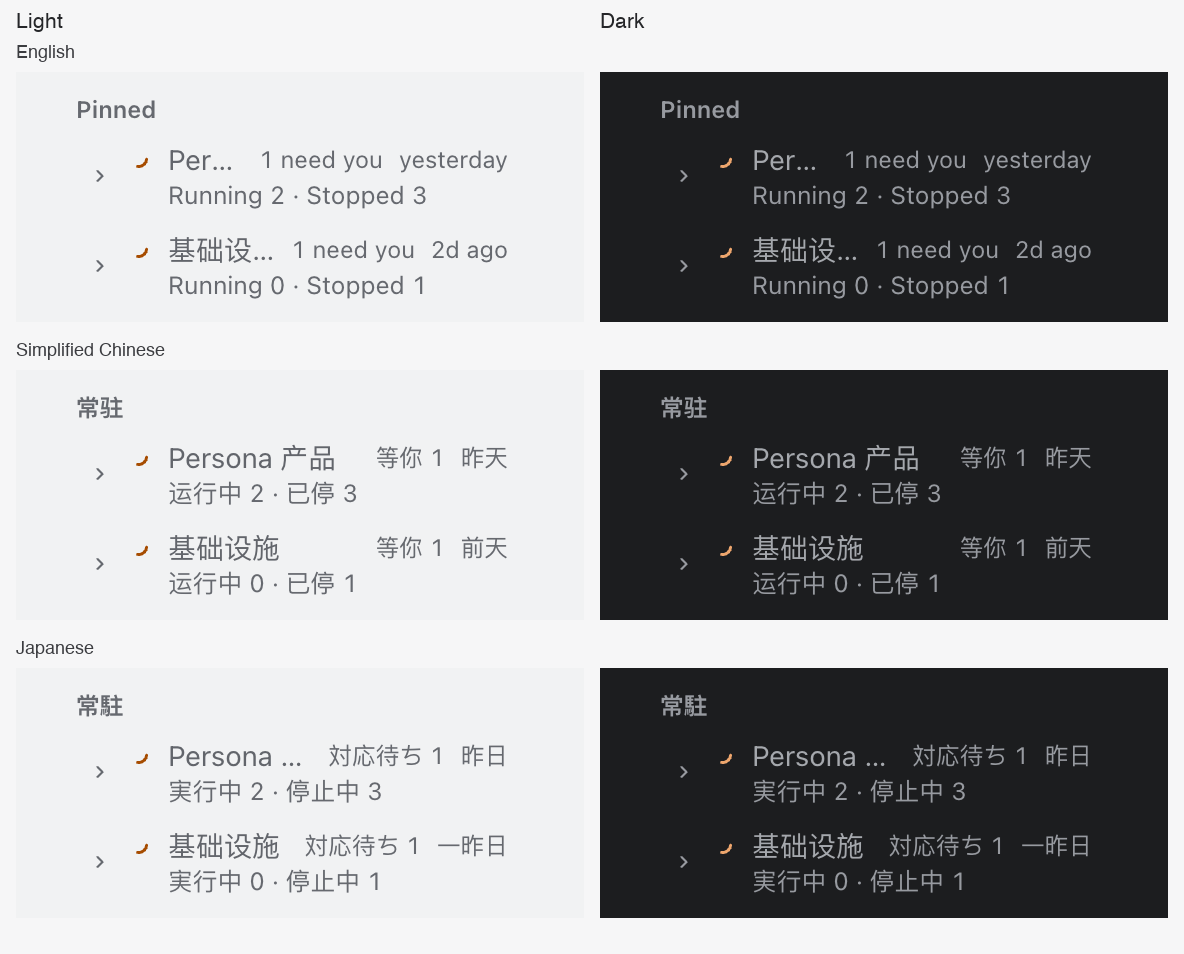 Light
Dark
English
Pinned
Per... 1 need you yesterday
Running 2 · Stopped 3
基础设... 1 need you 2d ago
Running 0 · Stopped 1
Pinned
Per... 1 need you yesterday
Running 2 · Stopped 3
基础设... 1 need you 2d ago
Running 0 · Stopped 1
Simplified Chinese
常驻
Persona 产品 等你 1 昨天
运行中 2 · 已停 3
基础设施 等你 1 前天
运行中 0 · 已停 1
常驻
Persona 产品 等你 1 昨天
运行中 2 · 已停 3
基础设施 等你 1 前天
运行中 0 · 已停 1
Japanese
常駐
Persona ... 対応待ち 1 昨日
実行中 2 · 停止中 3
基础设施 対応待ち 1 一昨日
実行中 0 · 停止中 1
常駐
Persona ... 対応待ち 1 昨日
実行中 2 · 停止中 3
基础设施 対応待ち 1 一昨日
実行中 0 · 停止中 1